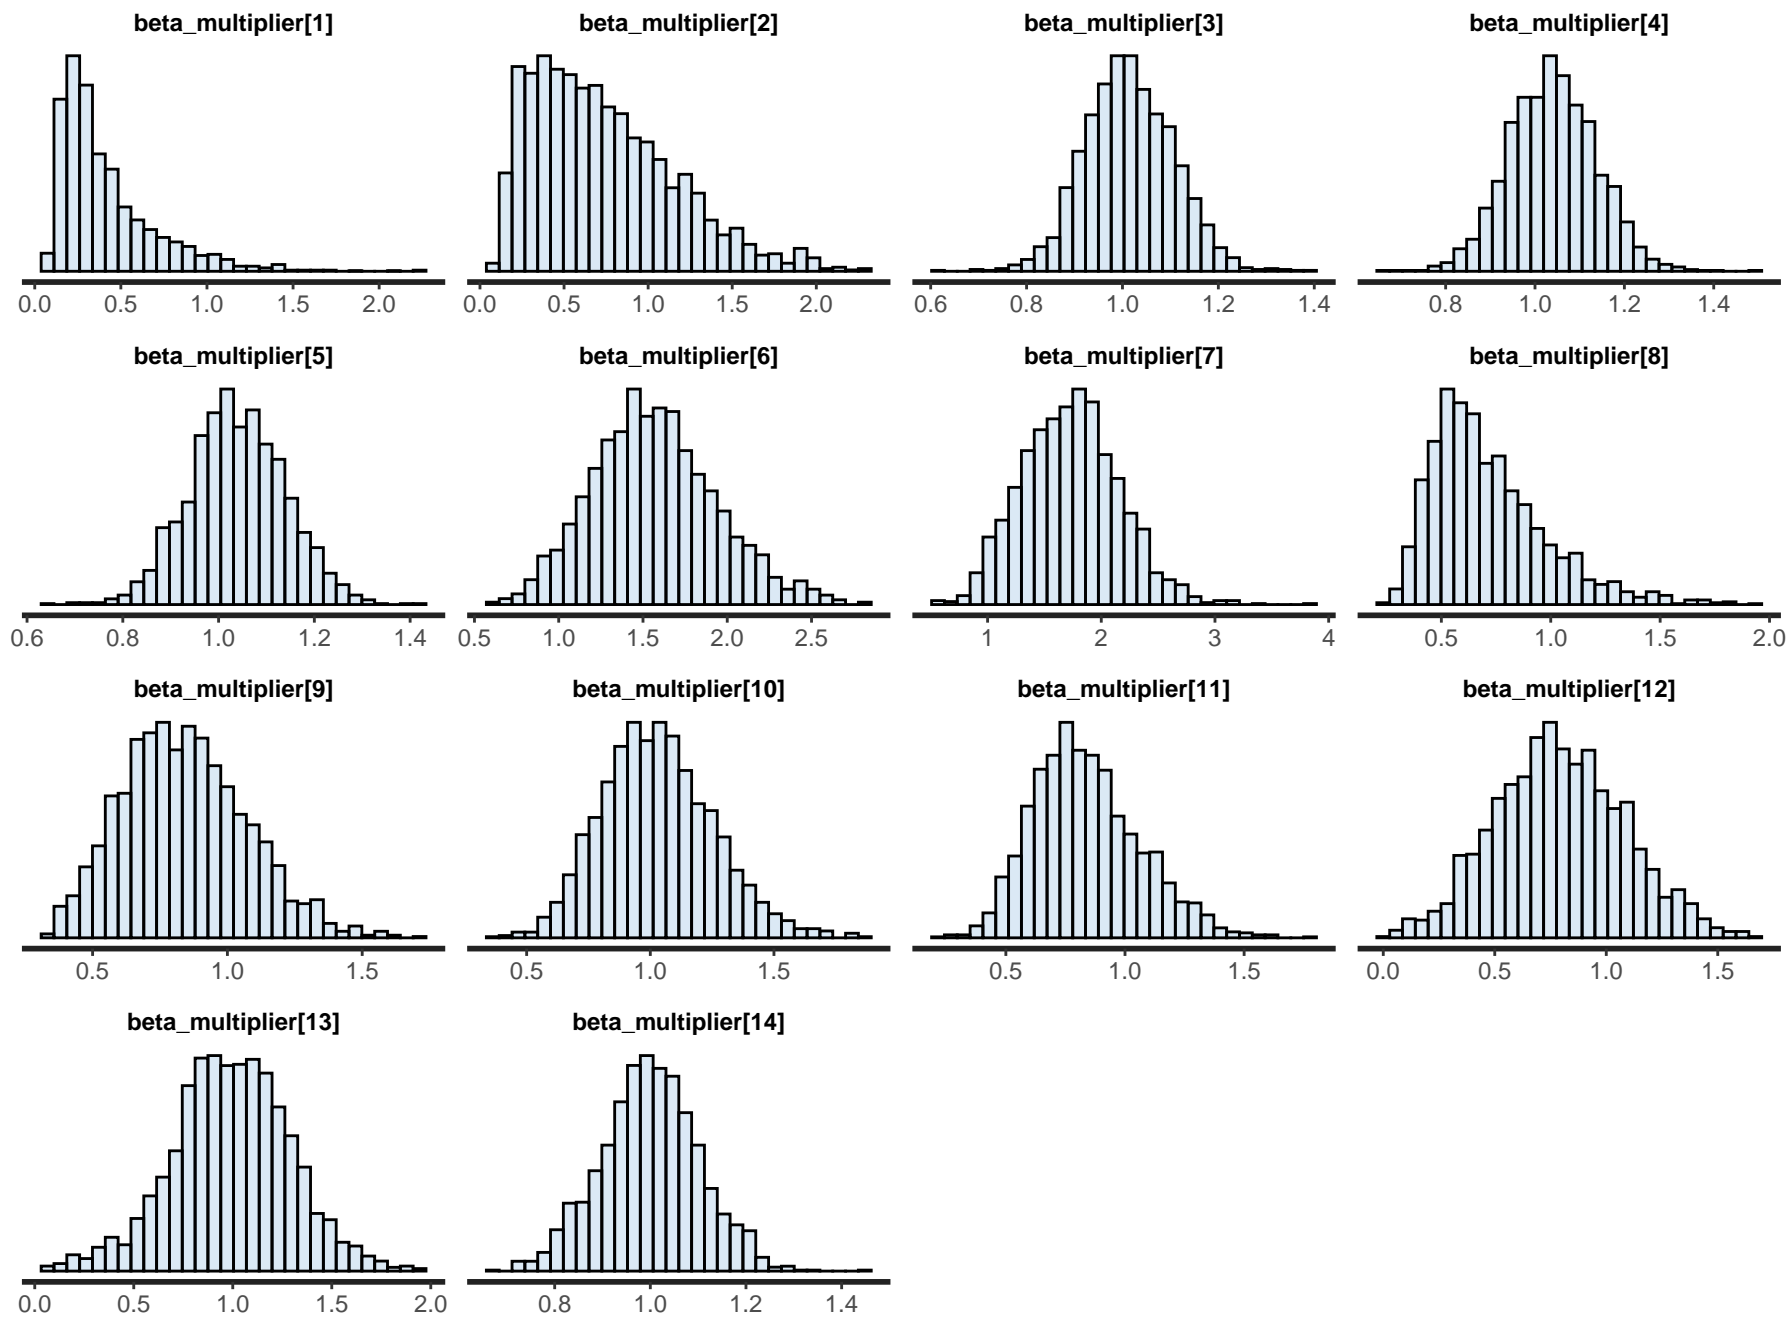 beta_multiplier[1] beta_multiplier[2] beta_multiplier[3] beta_multiplier[4]
0.0 0.5 1.0 1.5 2.0 0.0 0.5 1.0 1.5 2.0 0.6 0.8 1.0 1.2 1.4 0.8 1.0 1.2 1.4
beta_multiplier[5] beta_multiplier[6] beta_multiplier[7] beta_multiplier[8]
0.6 0.8 1.0 1.2 1.4 0.5 1.0 1.5 2.0 2.5 1 2 3 4 0.5 1.0 1.5 2.0
beta_multiplier[9] beta_multiplier[10] beta_multiplier[11] beta_multiplier[12]
0.5 1.0 1.5 0.5 1.0 1.5 0.5 1.0 1.5 0.0 0.5 1.0 1.5
beta_multiplier[13] beta_multiplier[14]
0.0 0.5 1.0 1.5 2.0 0.8 1.0 1.2 1.4